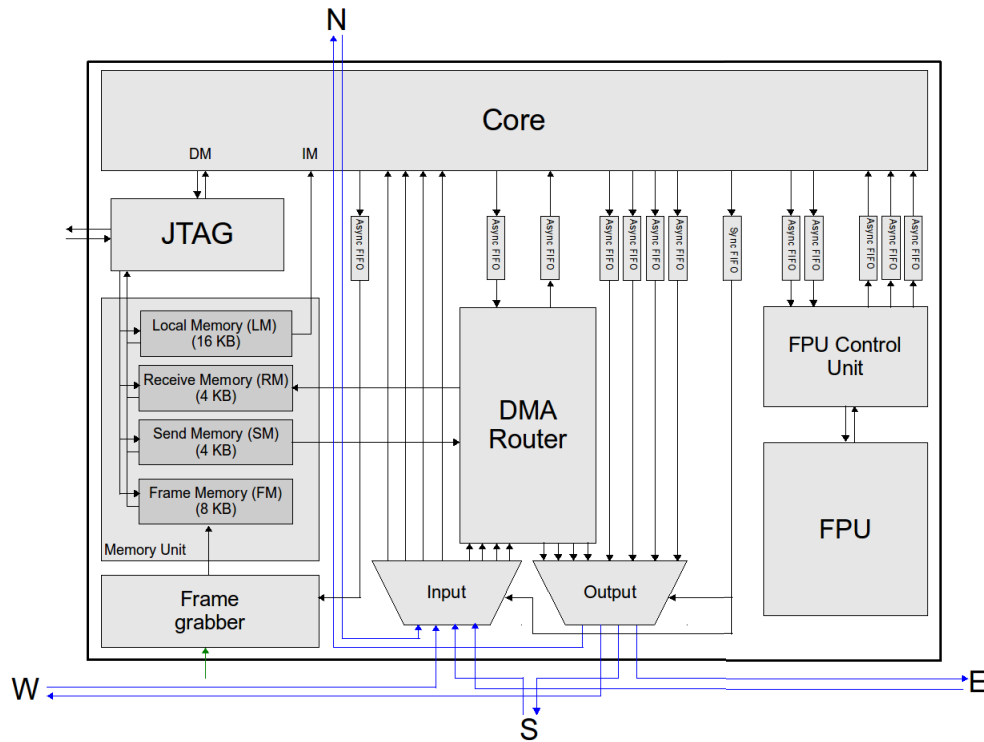 N
Core
DM
IM
JTAG
Async FIFO
Async FIFO
Async FIFO
Async FIFO
Async FIFO
Async FIFO
Async FIFO
Sync FIFO
Async FIFO
Async FIFO
Async FIFO
Async FIFO
Async FIFO
Local Memory (LM)
(16 KB)
Receive Memory (RM)
(4 KB)
Send Memory (SM)
(4 KB)
Frame Memory (FM)
(8 KB)
Memory Unit
DMA
Router
FPU Control
Unit
FPU
Frame
grabber
Input
Output
W
S
E